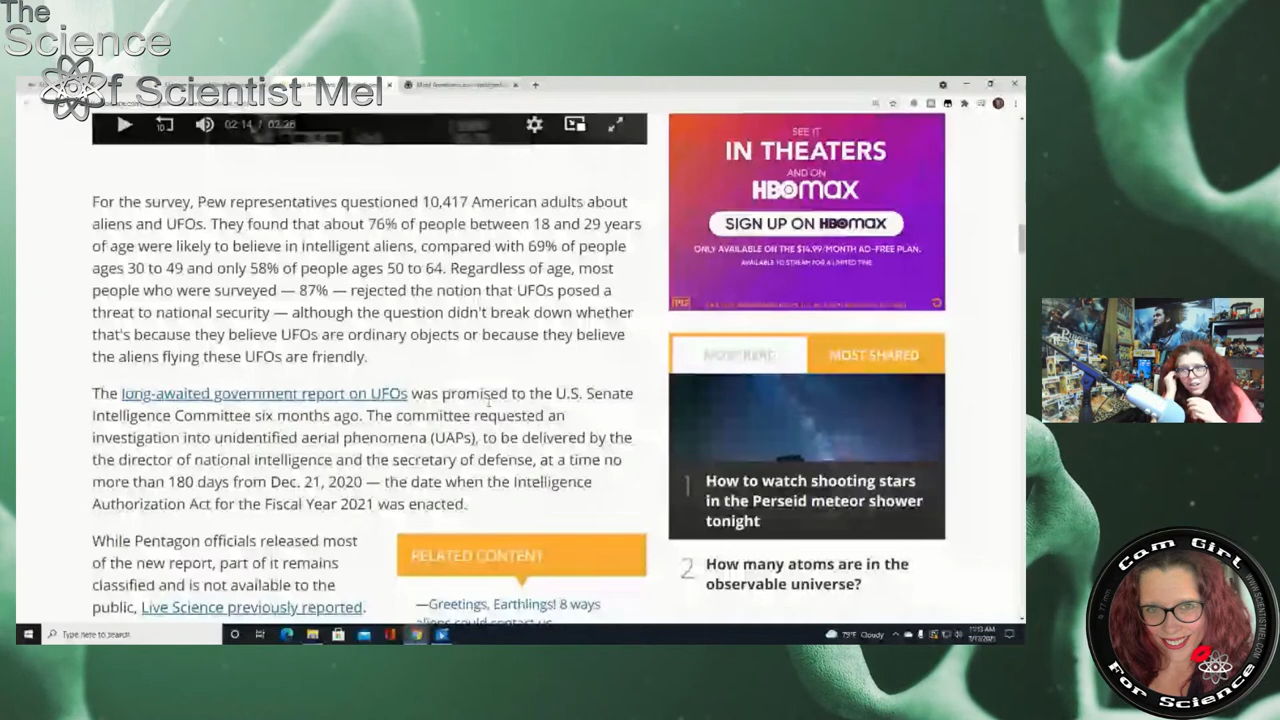 The
Science
of Scientist Mel
02:14 / 02:26
For the survey, Pew representatives questioned 10,417 American adults about
aliens and UFOs. They found that about 76% of people between 18 and 29 years
of age were likely to believe in intelligent aliens, compared with 69% of people
ages 30 to 49 and only 58% of people ages 50 to 64. Regardless of age, most
people who were surveyed — 87% — rejected the notion that UFOs posed a
threat to national security — although the question didn't break down whether
that's because they believe UFOs are ordinary objects or because they believe
the aliens flying these UFOs are friendly.
The long-awaited government report on UFOs was promised to the U.S. Senate
Intelligence Committee six months ago. The committee requested an
investigation into unidentified aerial phenomena (UAPs), to be delivered by the
the director of national intelligence and the secretary of defense, at a time no
more than 180 days from Dec. 21, 2020 — the date when the Intelligence
Authorization Act for the Fiscal Year 2021 was enacted.
While Pentagon officials released most
of the new report, part of it remains
classified and is not available to the
public, Live Science previously reported.
RELATED CONTENT
—Greetings, Earthlings! 8 ways
aliens could contact us
SEE IT
IN THEATERS
AND ON
HBOmax
SIGN UP ON HBOmax
ONLY AVAILABLE ON THE $14.99/MONTH AD-FREE PLAN.
AVAILABLE TO STREAM FOR A LIMITED TIME
MOST READ
MOST SHARED
1 How to watch shooting stars
in the Perseid meteor shower
tonight
2 How many atoms are in the
observable universe?
Type here to search
79°F Cloudy
Cam Girl
For Science
WWW.SCIENTISTMEL.COM
77 mm